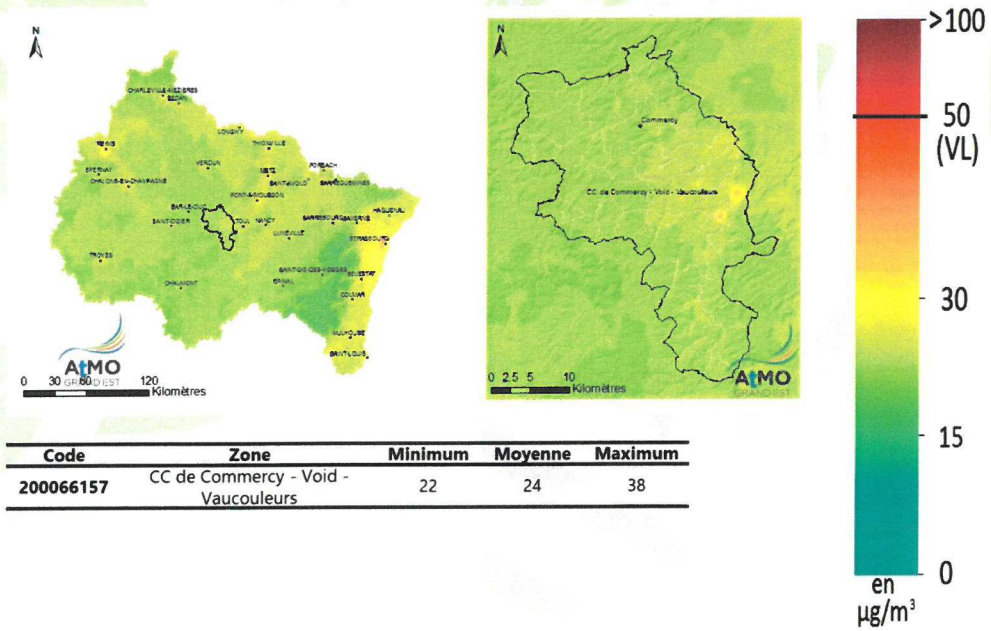 N
CHARLEVILLE-MEZIERES
SEDAN
LONGWY
THIONVILLE
REIMS
VERDUN
METZ
FORBACH
EPERNAY
SAINT-AVOLD
SARREGUEMINES
CHALONS-EN-CHAMPAGNE
PONT-A-MOUSSON
BAR-LE-DUC
HAGUENAU
SAINT-DIZIER
TOUL
NANCY
SARREBOURG
SAVERNE
LUNEVILLE
STRASBOURG
TROYES
SAINT-DIE-DES-VOSGES
SELESTAT
CHAUMONT
EPINAL
COLMAR
MULHOUSE
SAINT-LOUIS
AtMO
GRAND EST
0 30 60 120
Kilomètres
N
Commercy
CC de Commercy - Void - Vaucouleurs
AtMO
GRAND EST
0 2.5 5 10
Kilomètres
>100
50
(VL)
30
15
0
en
µg/m³
Code Zone Minimum Moyenne Maximum
200066157 CC de Commercy - Void - 22 24 38
Vaucouleurs